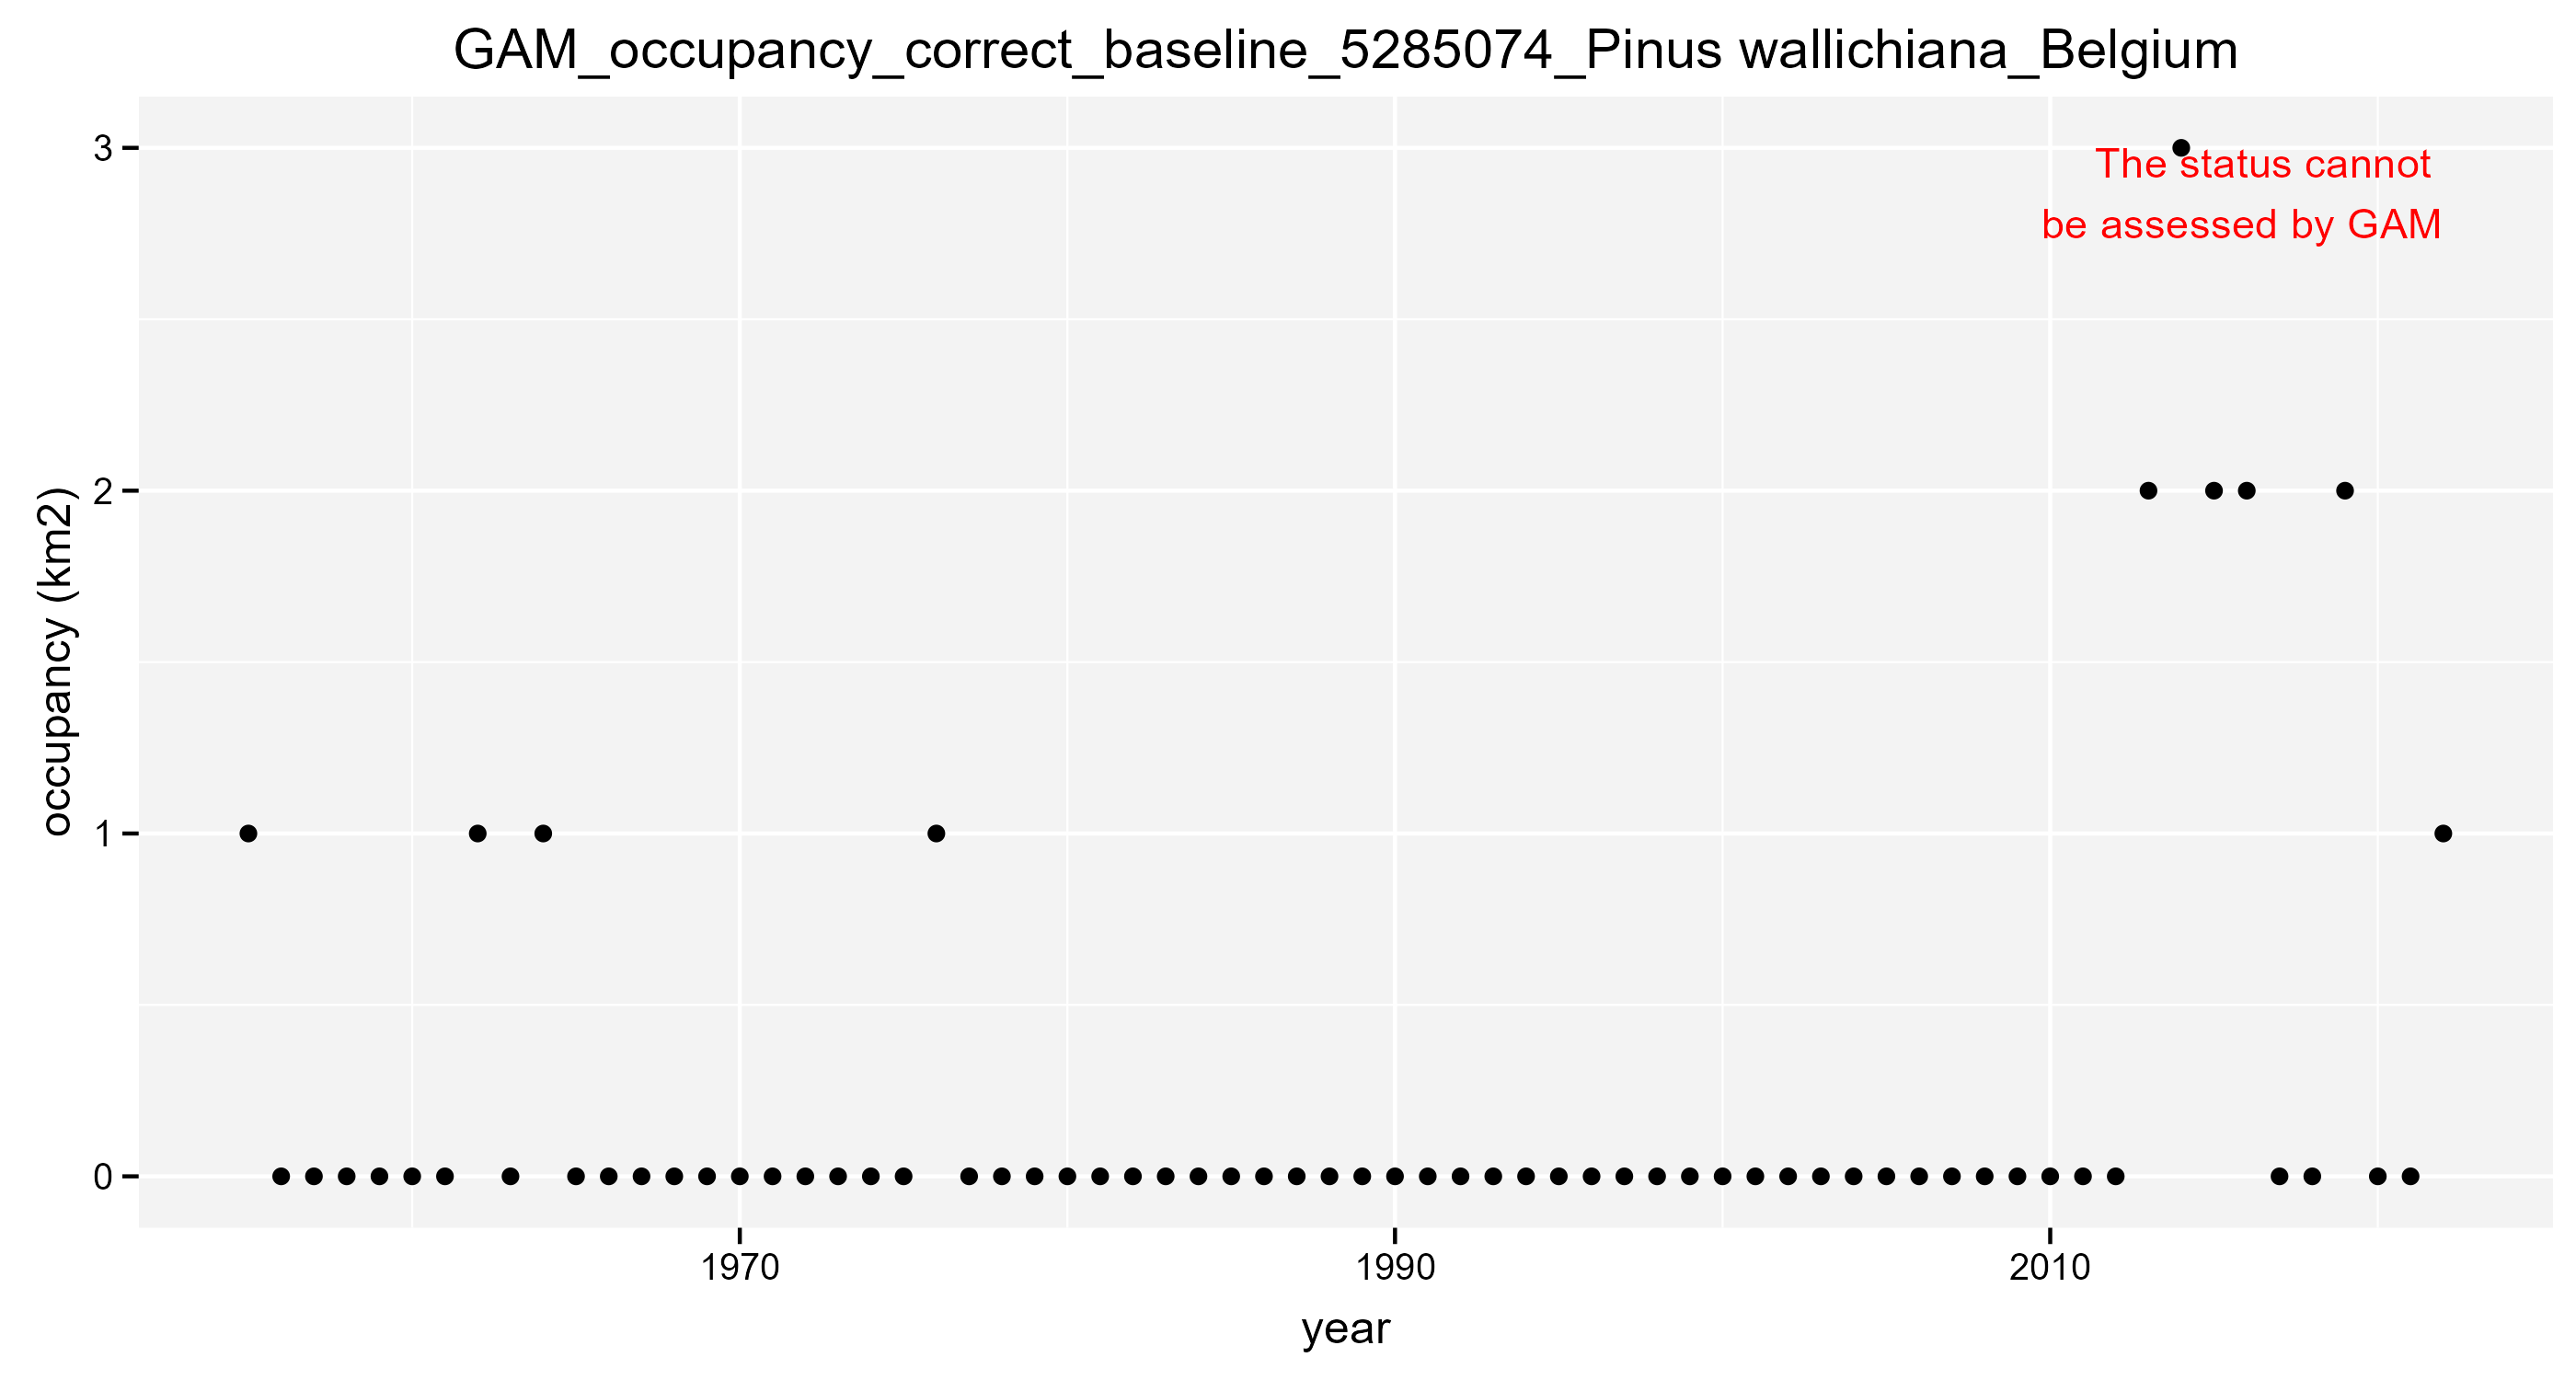 GAM_occupancy_correct_baseline_5285074_Pinus wallichiana_Belgium
3
The status cannot
be assessed by GAM
2
occupancy (km2)
1
0
1970
1990
2010
year